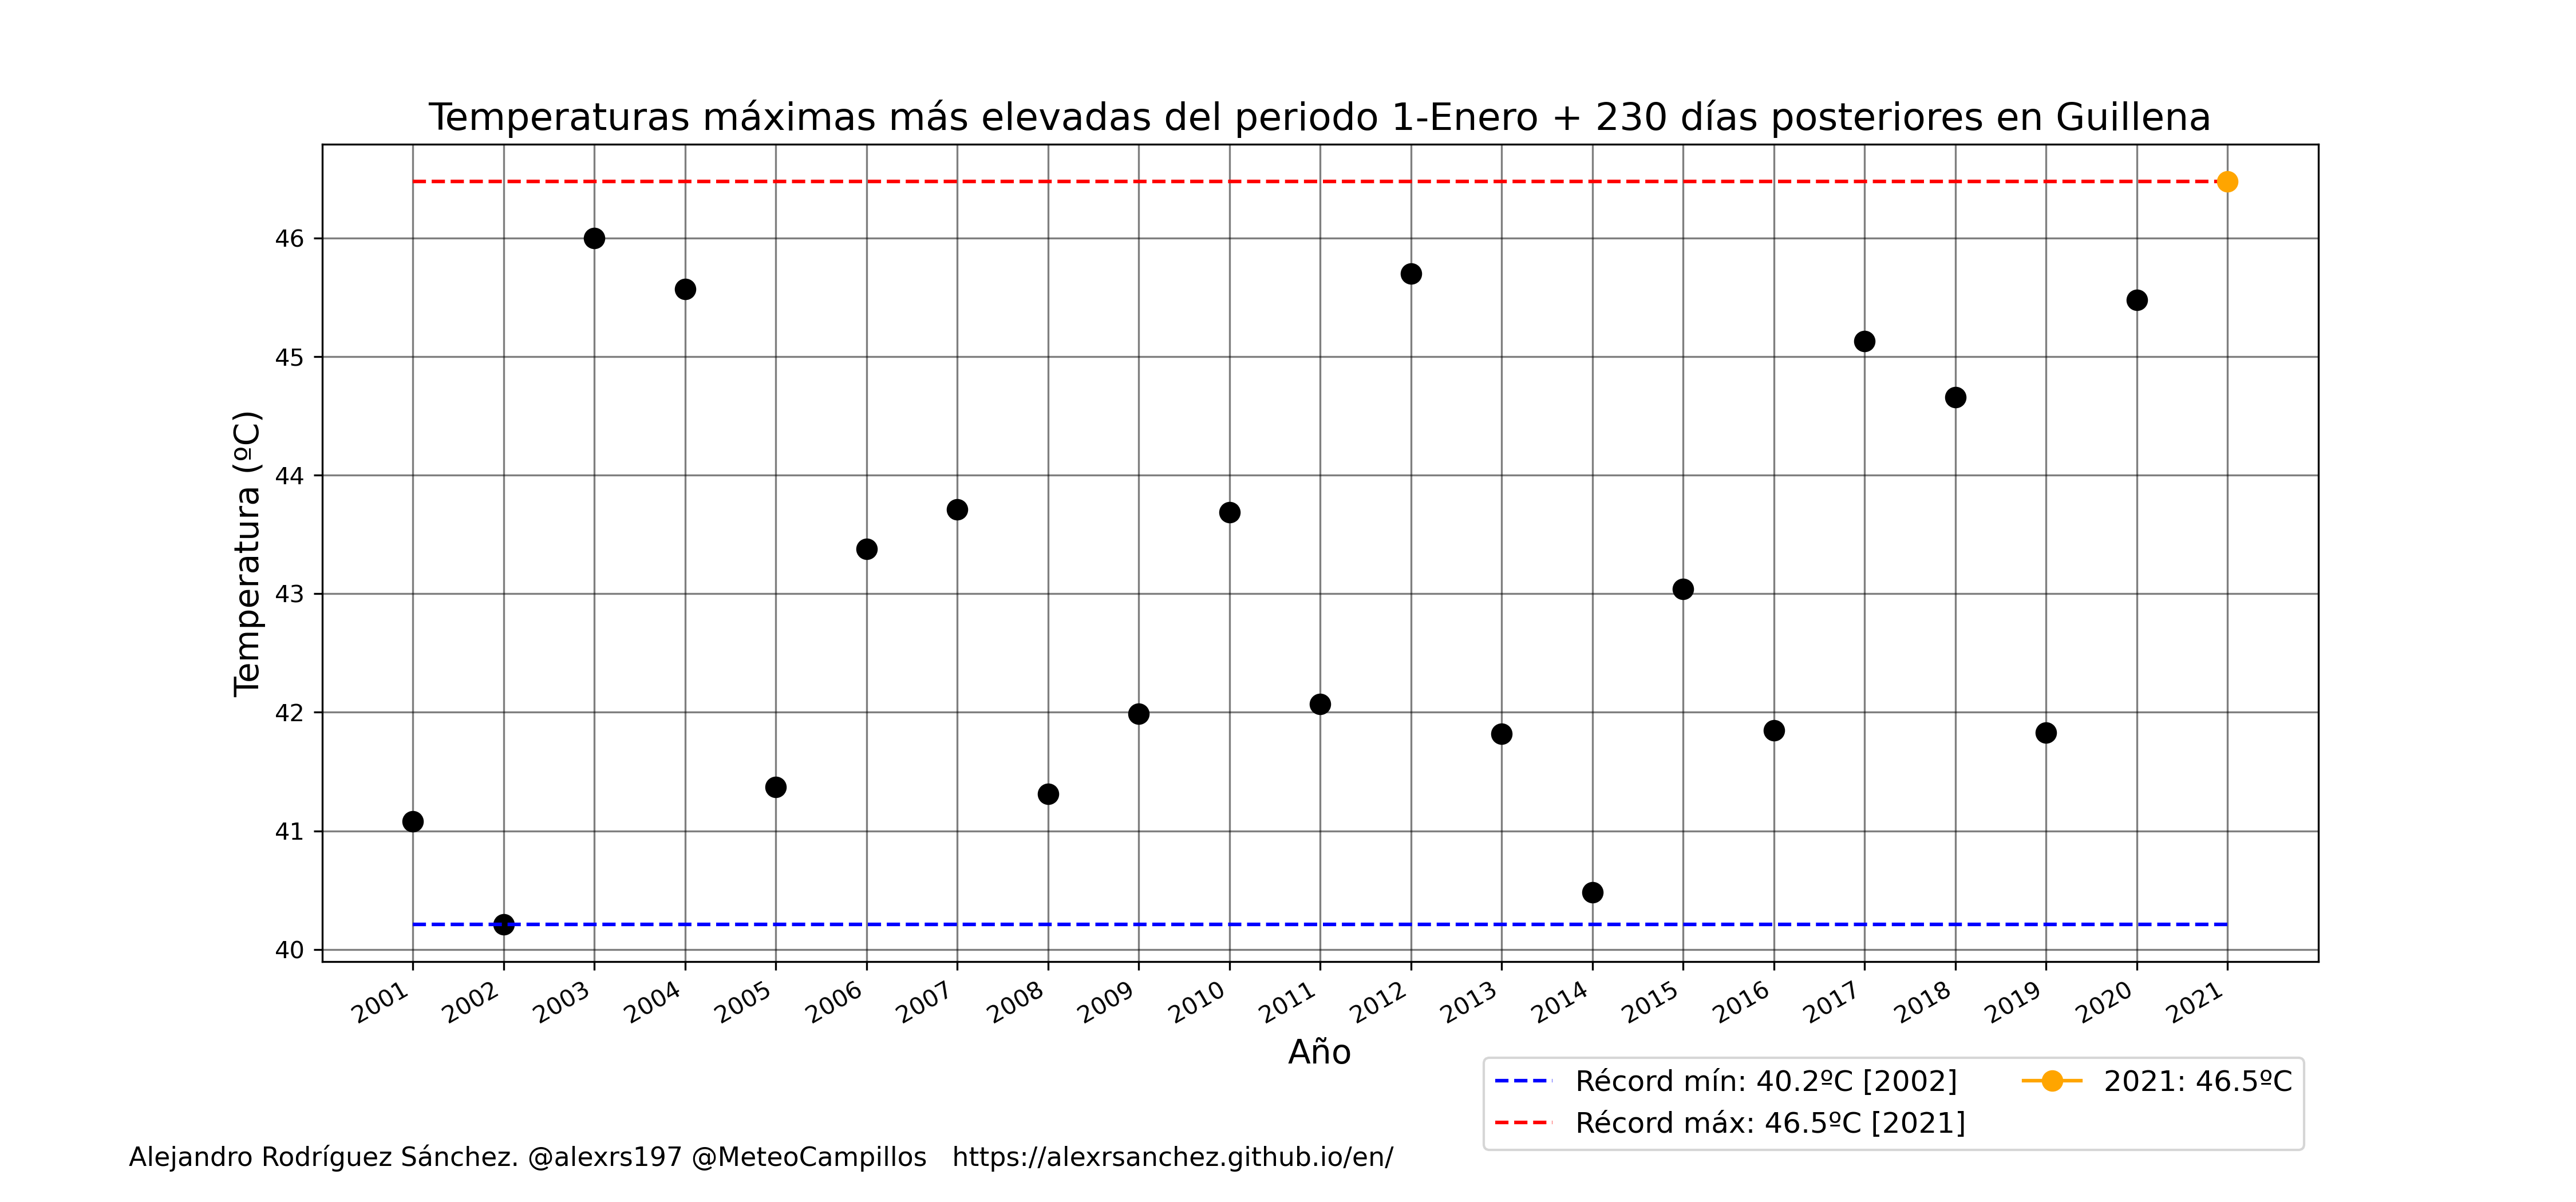 Temperaturas máximas más elevadas del periodo 1-Enero + 230 días posteriores en Guillena
Temperatura (ºC)
46
45
44
43
42
41
40
2001 2002 2003 2004 2005 2006 2007 2008 2009 2010 2011 2012 2013 2014 2015 2016 2017 2018 2019 2020 2021
Año
Récord mín: 40.2ºC [2002]
Récord máx: 46.5ºC [2021]
2021: 46.5ºC
Alejandro Rodríguez Sánchez. @alexrs197 @MeteoCampillos https://alexrsanchez.github.io/en/